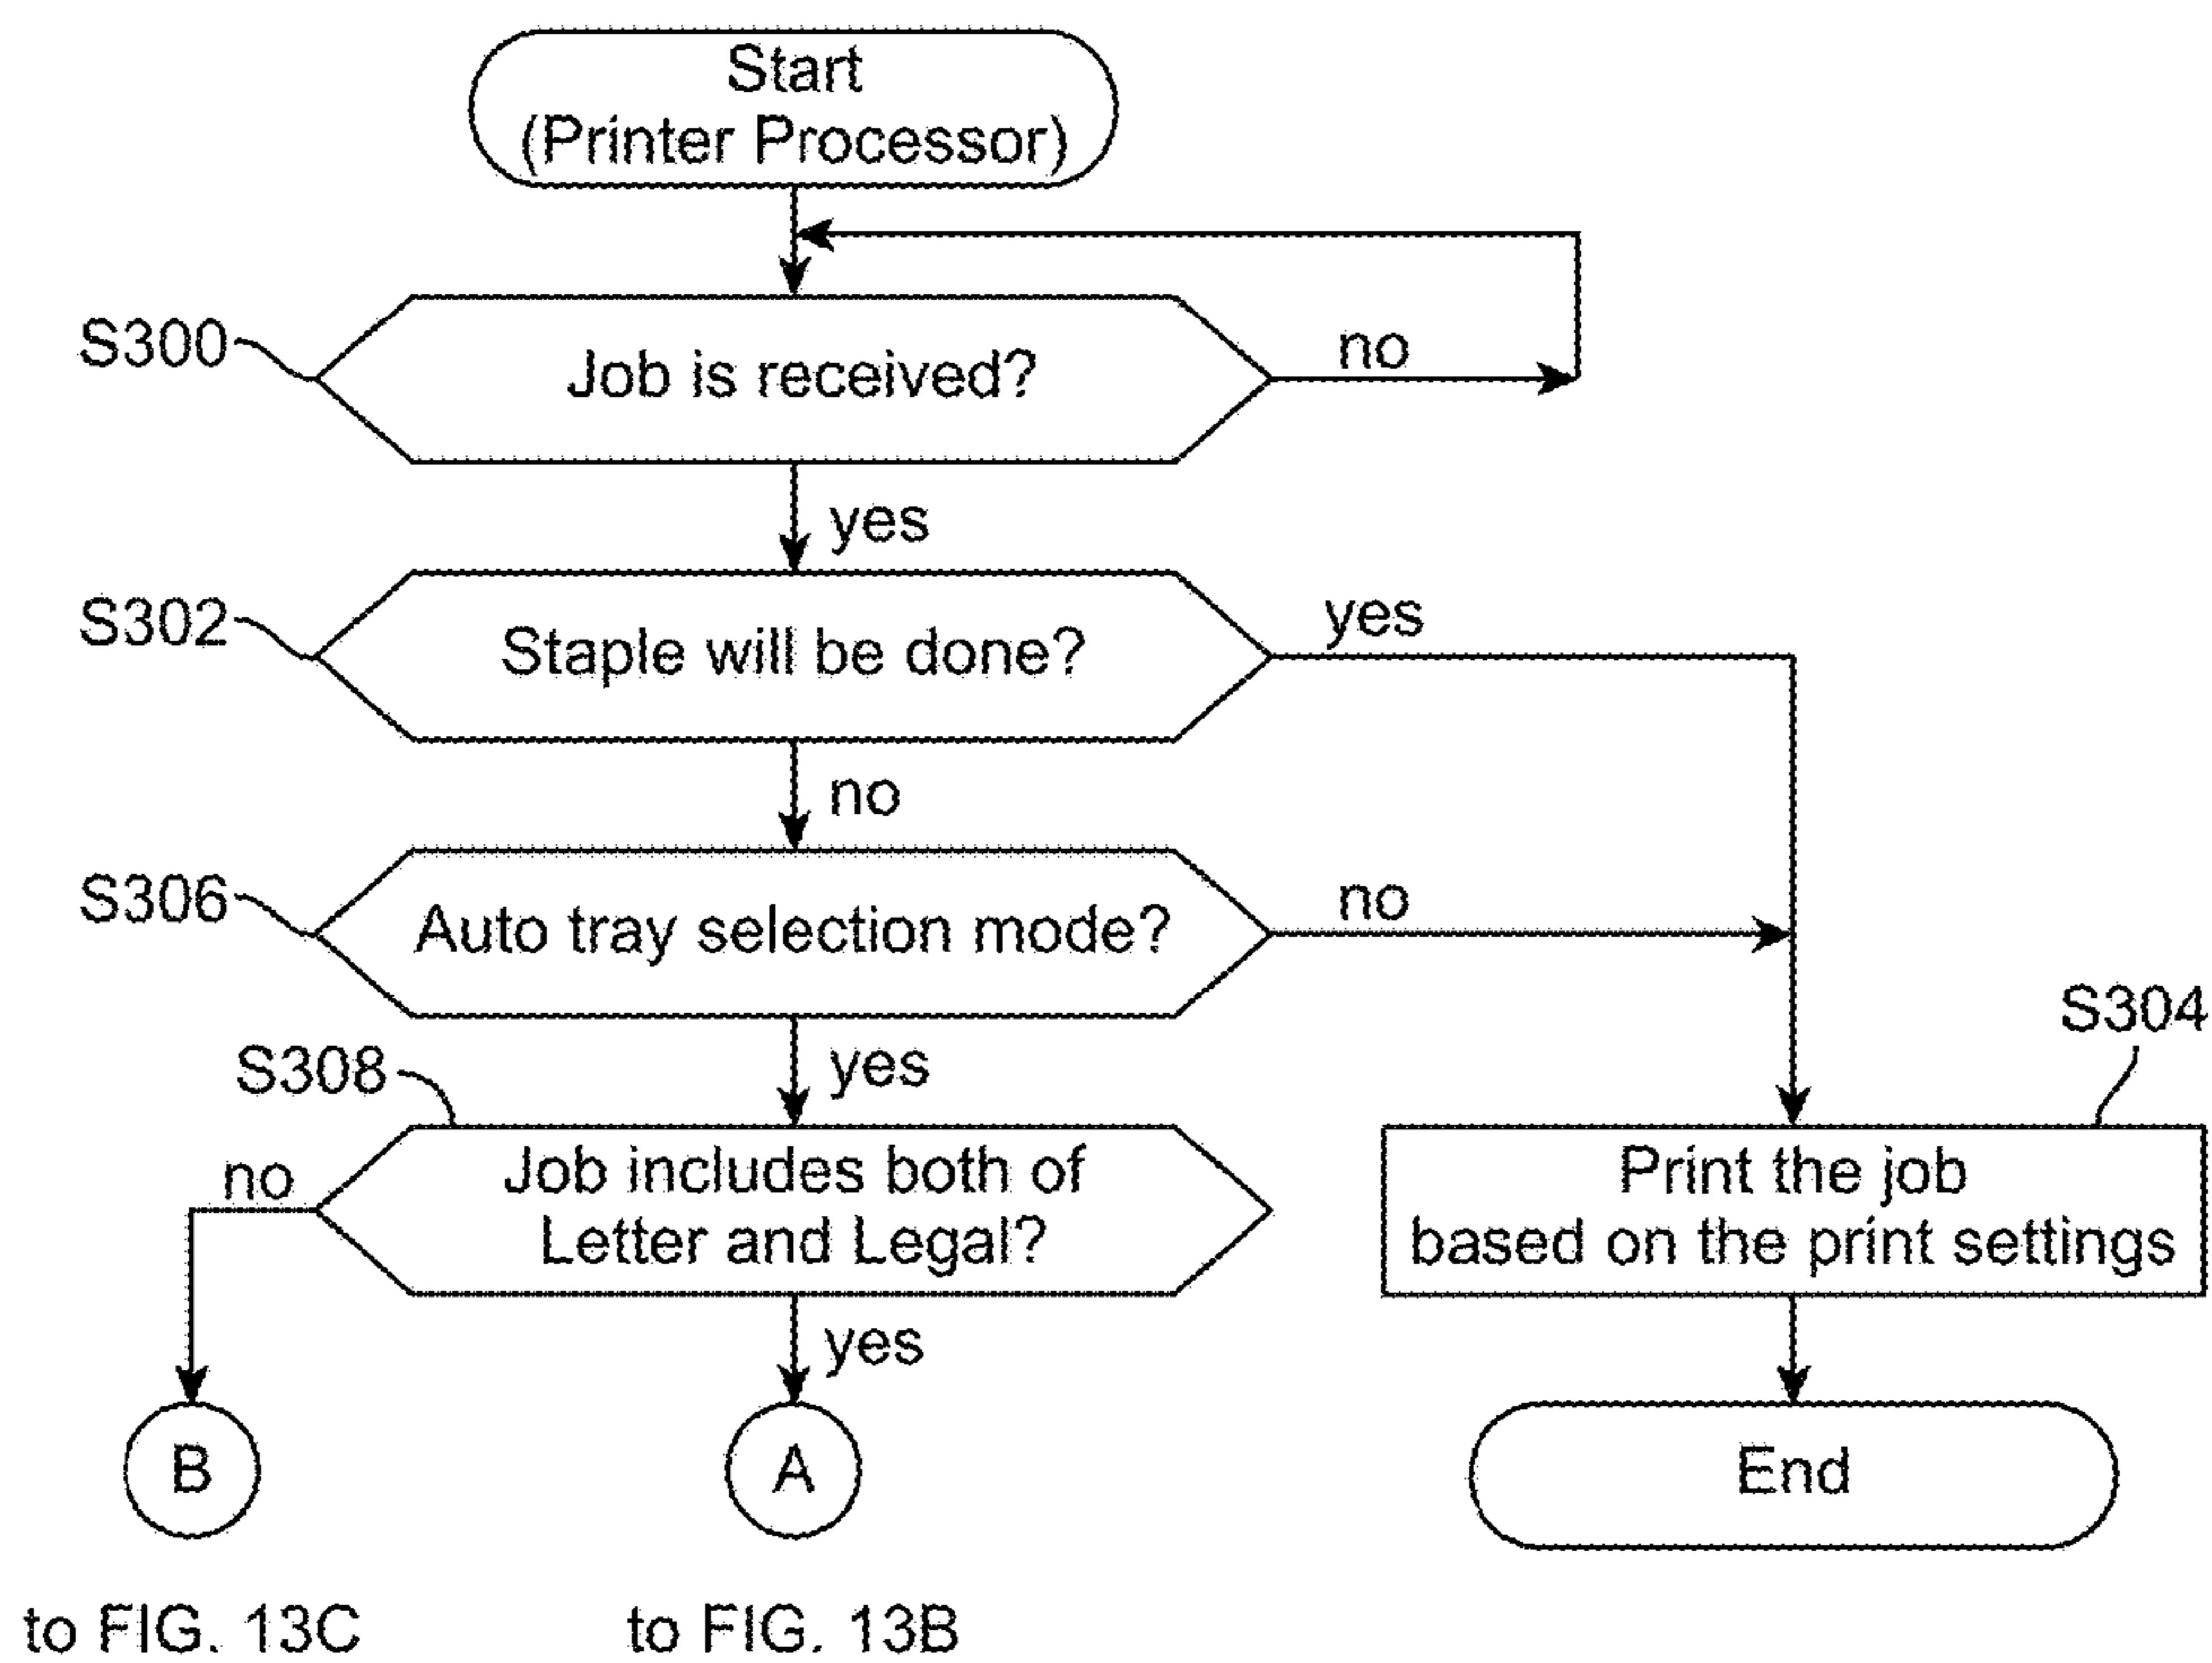 Start
(Printer Processor)
S300
Job is received?
no
yes
S302
Staple will be done?
yes
no
S306
Auto tray selection mode?
no
yes
S308
S304
no
Job includes both of
Letter and Legal?
Print the job
based on the print settings
yes
B
A
End
to FIG. 13C
to FIG. 13B